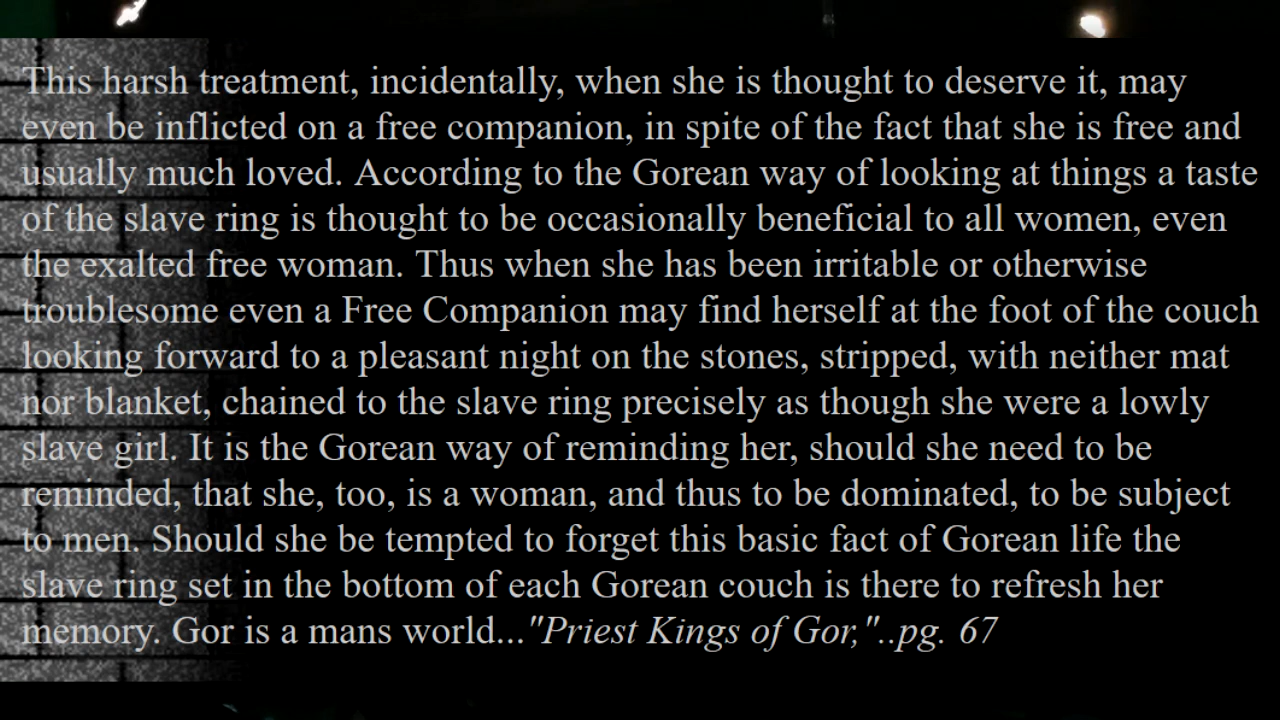 This harsh treatment, incidentally, when she is thought to deserve it, may
even be inflicted on a free companion, in spite of the fact that she is free and
usually much loved. According to the Gorean way of looking at things a taste
of the slave ring is thought to be occasionally beneficial to all women, even
the exalted free woman. Thus when she has been irritable or otherwise
troublesome even a Free Companion may find herself at the foot of the couch
looking forward to a pleasant night on the stones, stripped, with neither mat
nor blanket, chained to the slave ring precisely as though she were a lowly
slave girl. It is the Gorean way of reminding her, should she need to be
reminded, that she, too, is a woman, and thus to be dominated, to be subject
to men. Should she be tempted to forget this basic fact of Gorean life the
slave ring set in the bottom of each Gorean couch is there to refresh her
memory. Gor is a mans world..."Priest Kings of Gor,"..pg. 67